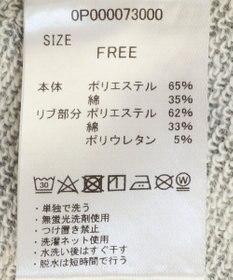 0P000073000
SIZE
FREE
本体 ポリエステル 65%
綿 35%
リブ部分 ポリエステル 62%
綿 33%
ポリウレタン 5%
30 W
・単独で洗う
・無蛍光洗剤使用
・つけ置き禁止
・洗濯ネット使用
・水洗い後はすぐ干す
・脱水は短時間で行う